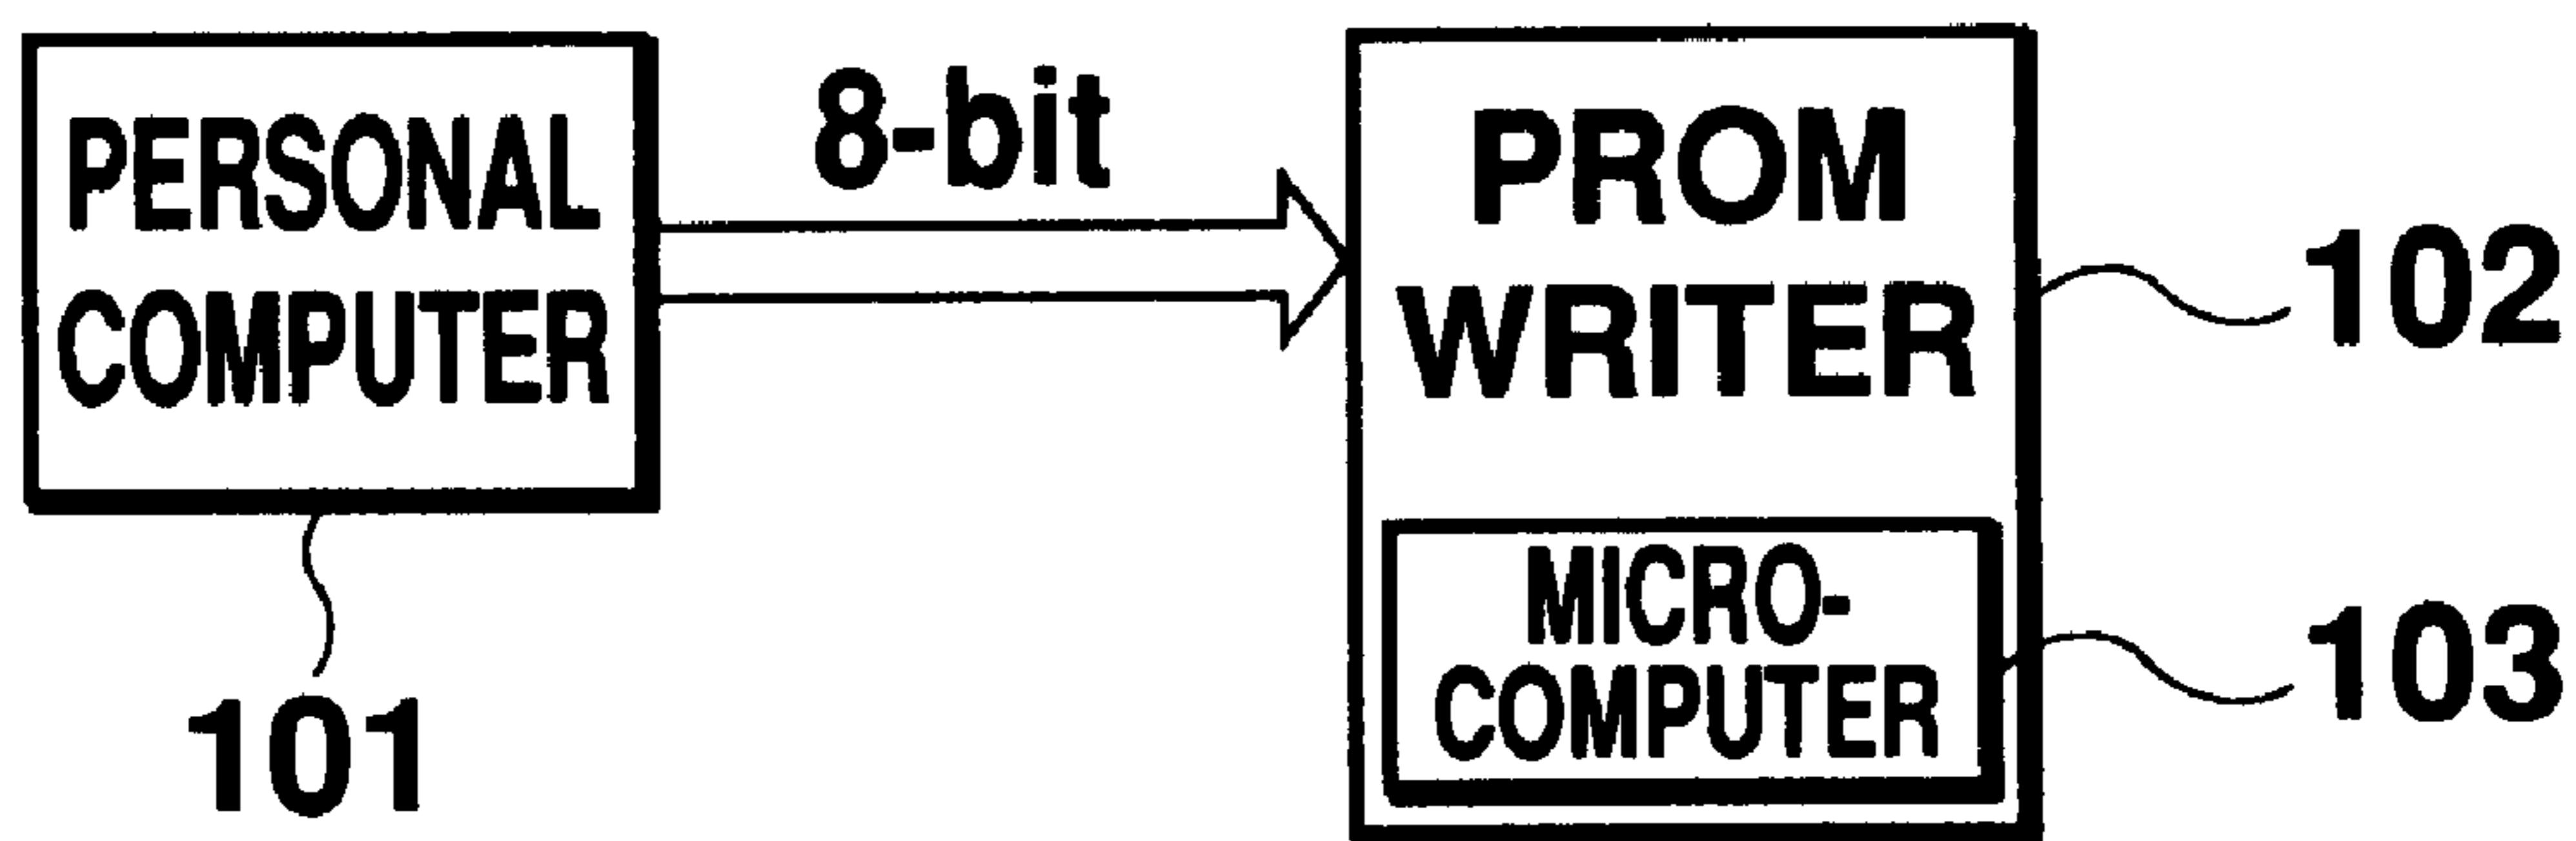 PERSONAL
COMPUTER
101
8-bit
PROM
WRITER
102
MICRO-
COMPUTER
103